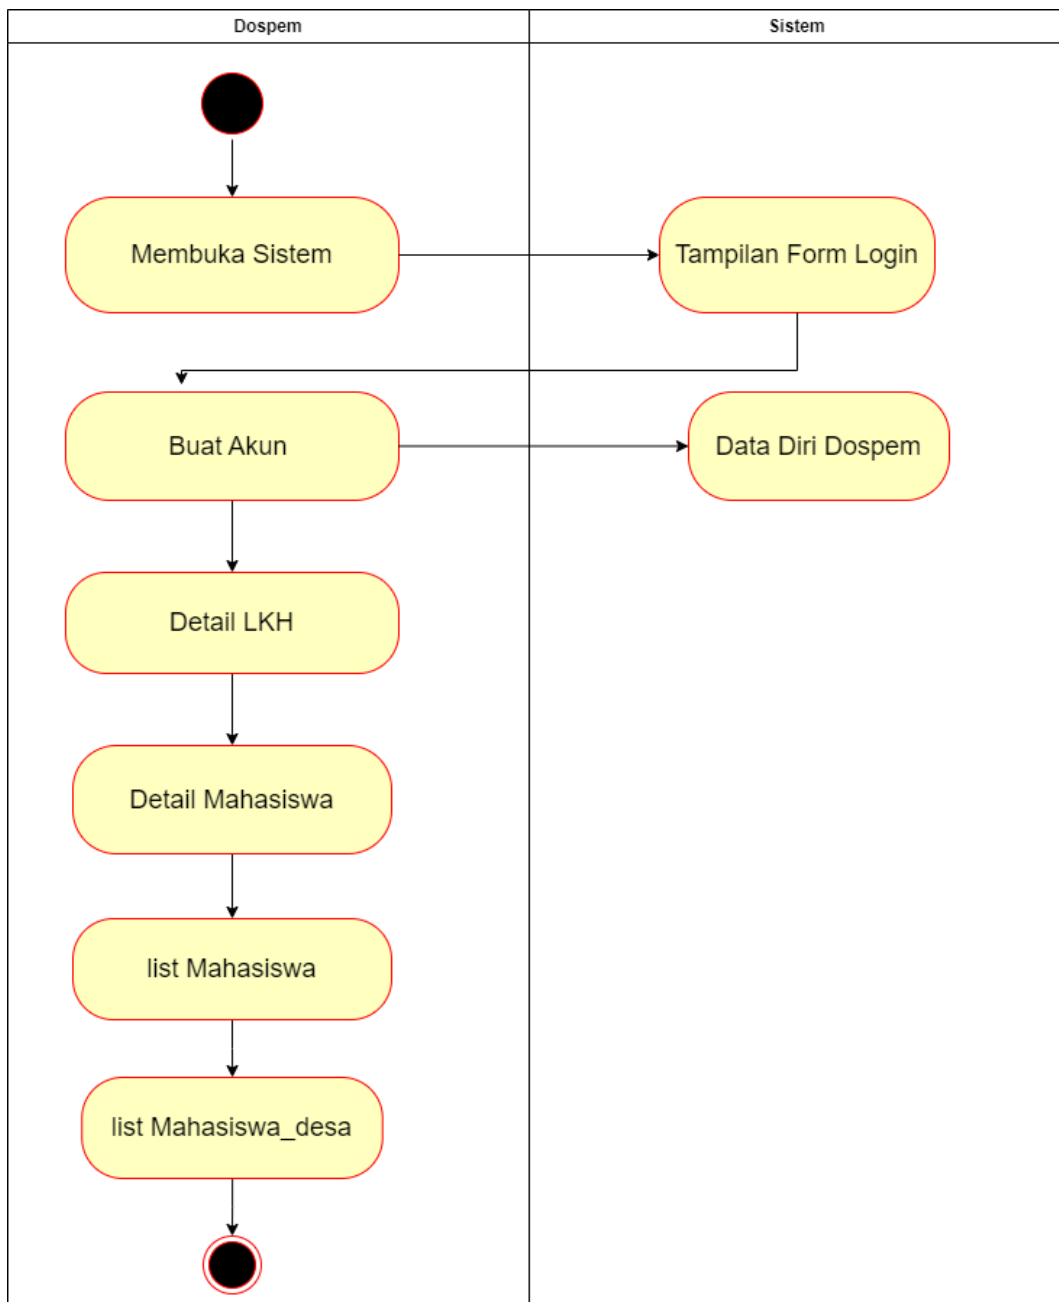 Dospem
Sistem
Membuka Sistem
Tampilan Form Login
Buat Akun
Data Diri Dospem
Detail LKH
Detail Mahasiswa
list Mahasiswa
list Mahasiswa_desa